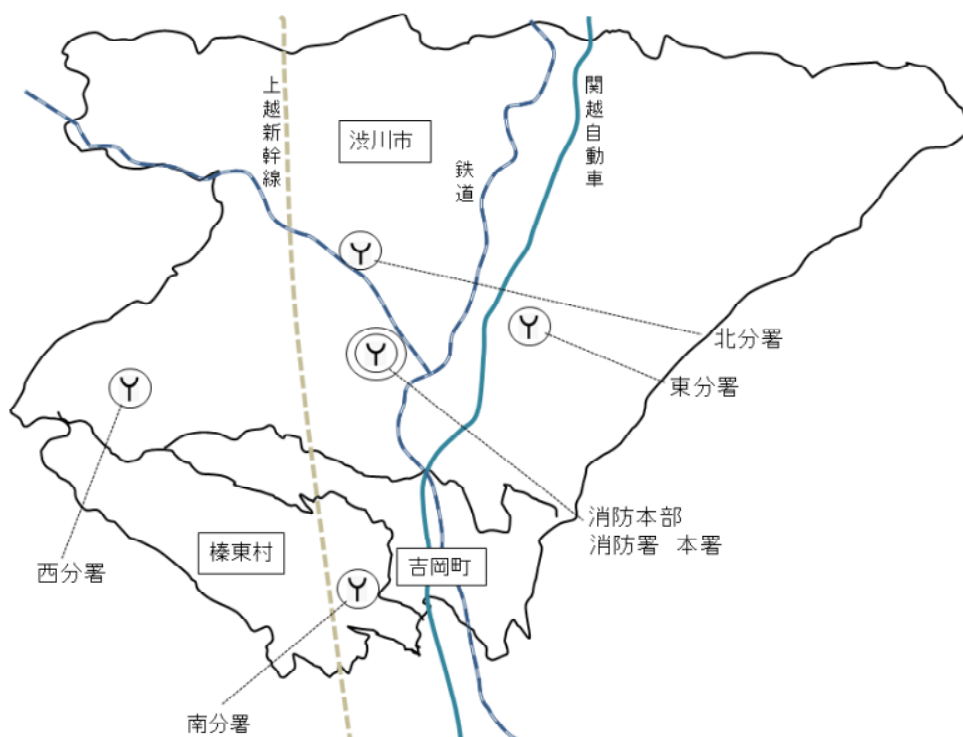 上越新幹線
関越自動車
渋川市
鉄道
北分署
東分署
消防本部
消防署 本署
榛東村
吉岡町
西分署
南分署